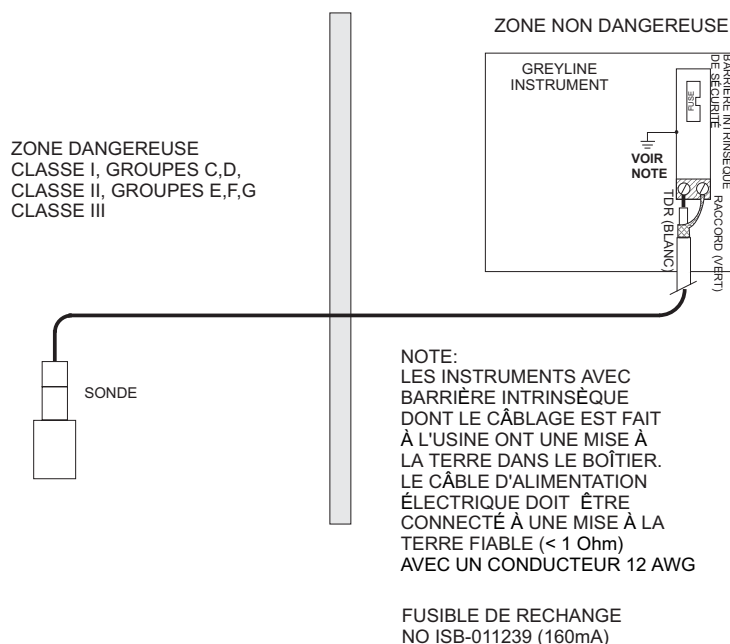 ZONE NON DANGEREUSE
GREYLINE
INSTRUMENT
BARRIÈRE INTRINSÈQUE
DE SÉCURITÉ
FUSE
VOIR
NOTE
TDR (BLANC)
RACCORD (VERT)
ZONE DANGEREUSE
CLASSE I, GROUPES C,D,
CLASSE II, GROUPES E,F,G
CLASSE III
SONDE
NOTE:
LES INSTRUMENTS AVEC
BARRIÈRE INTRINSÈQUE
DONT LE CÂBLAGE EST FAIT
À L'USINE ONT UNE MISE À
LA TERRE DANS LE BOÎTIER.
LE CÂBLE D'ALIMENTATION
ÉLECTRIQUE DOIT ÊTRE
CONNECTÉ À UNE MISE À LA
TERRE FIABLE (< 1 Ohm)
AVEC UN CONDUCTEUR 12 AWG
FUSIBLE DE RECHANGE
NO ISB-011239 (160mA)